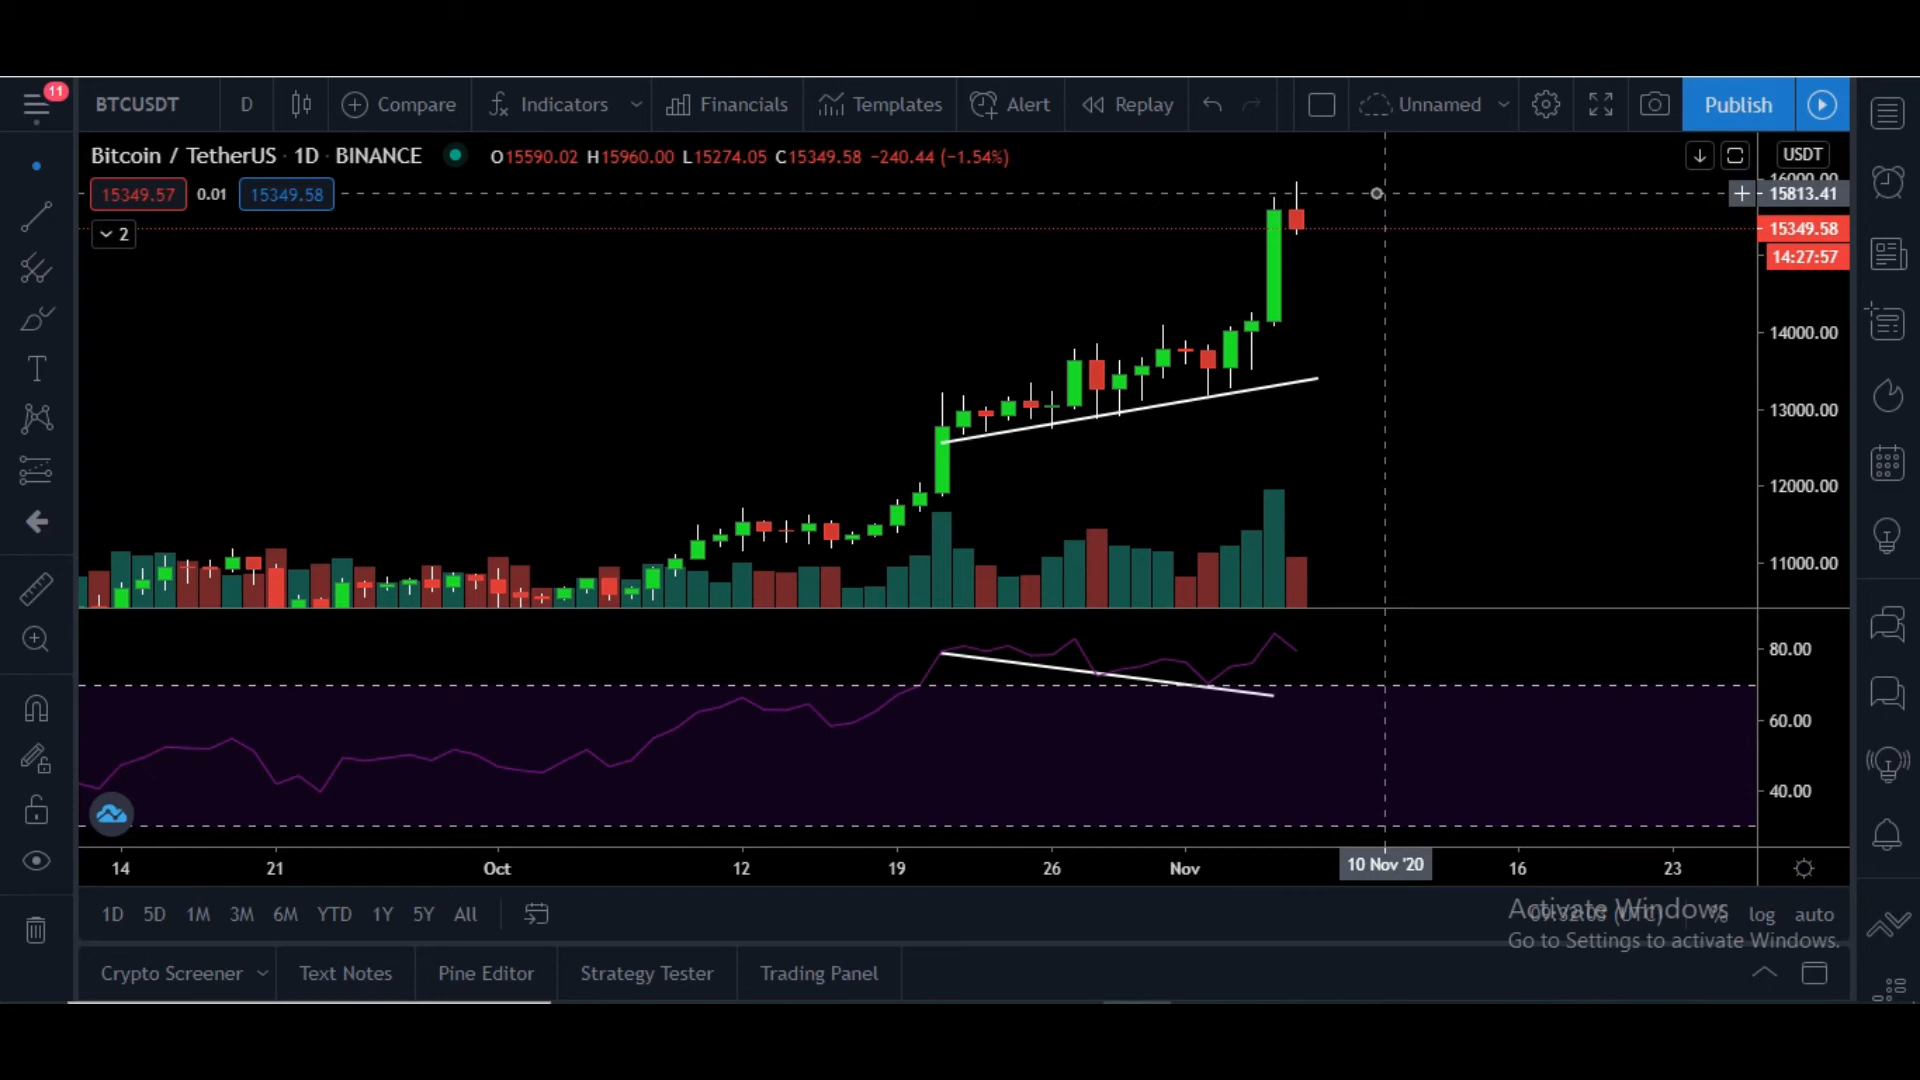 11
BTCUSDT D Compare Indicators Financials Templates Alert Replay Unnamed Publish
Bitcoin / TetherUS · 1D · BINANCE O15590.02 H15960.00 L15274.05 C15349.58 −240.44 (−1.54%)
USDT
16000.00
15349.57 0.01 15349.58
15813.41
2
15349.58
14:27:57
14000.00
13000.00
12000.00
11000.00
80.00
60.00
40.00
14 21 Oct 12 19 26 Nov 10 Nov '20 16 23
1D 5D 1M 3M 6M YTD 1Y 5Y All
(UTC) % log auto
Activate Windows
Go to Settings to activate Windows.
Crypto Screener Text Notes Pine Editor Strategy Tester Trading Panel